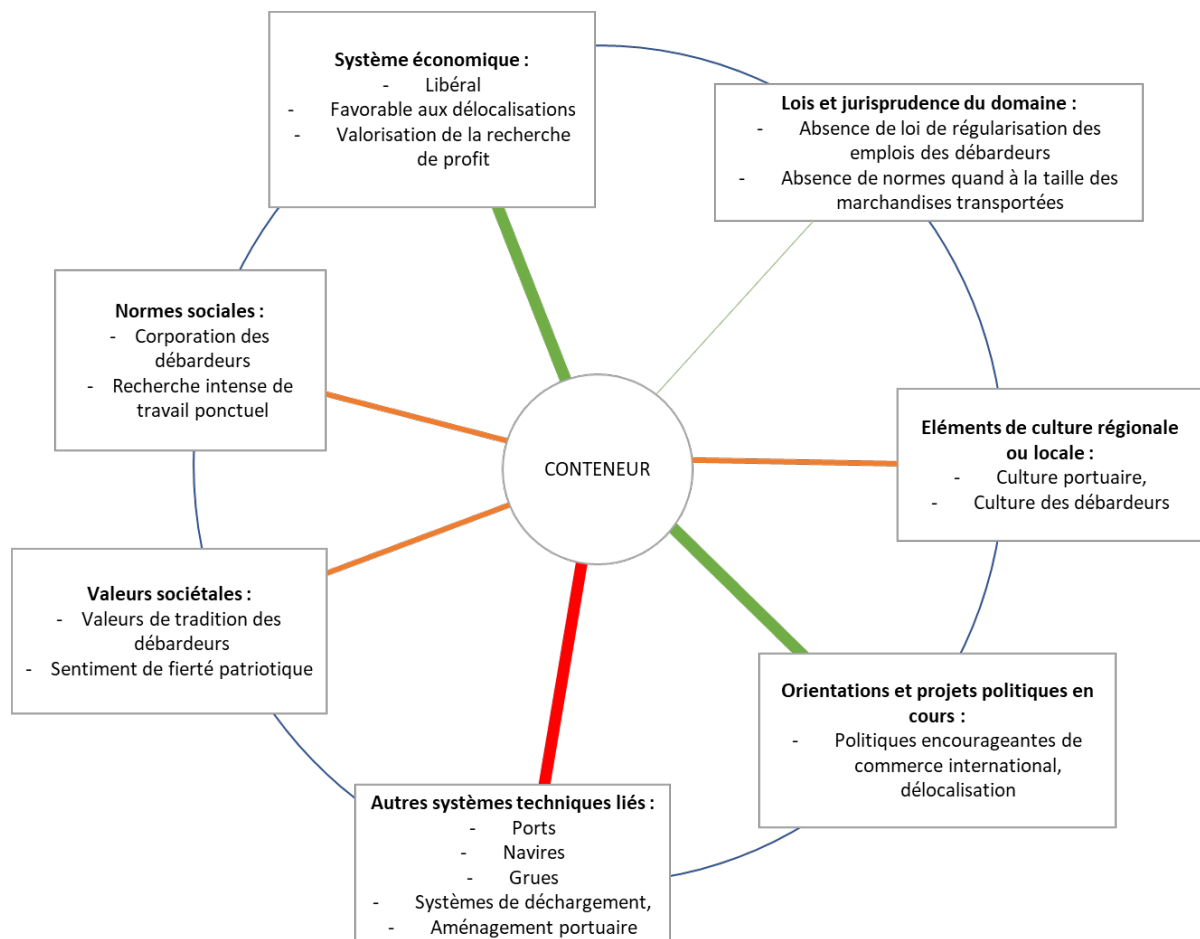 Système économique :
- Libéral
- Favorable aux délocalisations
- Valorisation de la recherche
de profit
Lois et jurisprudence du domaine :
- Absence de loi de régularisation des
emplois des débardeurs
- Absence de normes quand à la taille des
marchandises transportées
Normes sociales :
- Corporation des
débardeurs
- Recherche intense de
travail ponctuel
CONTENEUR
Eléments de culture régionale
ou locale :
- Culture portuaire,
- Culture des débardeurs
Valeurs sociétales :
- Valeurs de tradition des
débardeurs
- Sentiment de fierté patriotique
Orientations et projets politiques en
cours :
- Politiques encourageantes de
commerce international,
délocalisation
Autres systèmes techniques liés :
- Ports
- Navires
- Grues
- Systèmes de déchargement,
- Aménagement portuaire